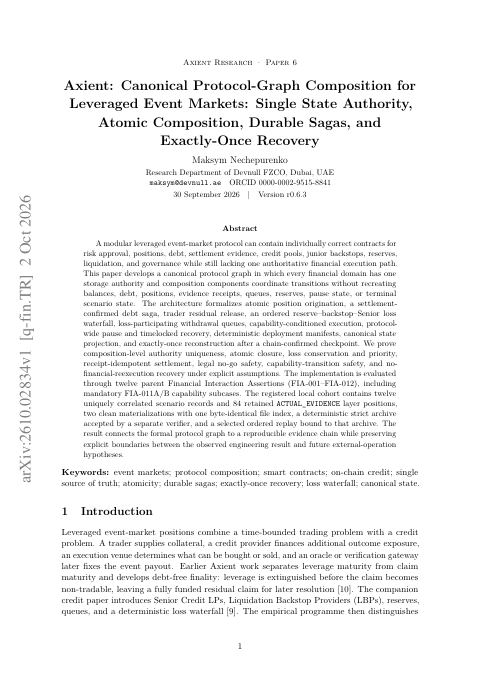 AXIENT RESEARCH · PAPER 6
Axient: Canonical Protocol-Graph Composition for
Leveraged Event Markets: Single State Authority,
Atomic Composition, Durable Sagas, and
Exactly-Once Recovery
Maksym Nechepurenko
Research Department of Devnull FZCO, Dubai, UAE
maksym@devnull.ae ORCID 0000-0002-9515-8841
30 September 2026 | Version r0.6.3
Abstract
A modular leveraged event-market protocol can contain individually correct contracts for
risk approval, positions, debt, settlement evidence, credit pools, junior backstops, reserves,
liquidation, and governance while still lacking one authoritative financial execution path.
This paper develops a canonical protocol graph in which every financial domain has one
storage authority and composition components coordinate transitions without recreating
balances, debt, positions, evidence receipts, queues, reserves, pause state, or terminal
scenario state. The architecture formalizes atomic position origination, a settlement-
confirmed debt saga, trader residual release, an ordered reserve–backstop–Senior loss
waterfall, loss-participating withdrawal queues, capability-conditioned execution, protocol-
wide pause and timelocked recovery, deterministic deployment manifests, canonical state
projection, and exactly-once reconstruction after a chain-confirmed checkpoint. We prove
composition-level authority uniqueness, atomic closure, loss conservation and priority,
receipt-idempotent settlement, legal no-go safety, capability-transition safety, and no-
financial-reexecution recovery under explicit assumptions. The implementation is evaluated
through twelve parent Financial Interaction Assertions (FIA-001–FIA-012), including
mandatory FIA-011A/B capability subcases. The registered local cohort contains twelve
uniquely correlated scenario records and 84 retained ACTUAL_EVIDENCE layer positions,
two clean materializations with one byte-identical file index, a deterministic strict archive
accepted by a separate verifier, and a selected ordered replay bound to that archive. The
result connects the formal graph to a reproducible evidence chain while preserving
explicit boundaries between the observed engineering result and future external-operation
hypotheses.
Keywords: event markets; protocol composition; smart contracts; on-chain credit; single
source of truth; atomicity; durable sagas; exactly-once recovery; loss waterfall; canonical state.
1 Introduction
Leveraged event-market positions combine a time-bounded trading problem with a credit
problem. A trader supplies collateral, a credit provider finances additional outcome exposure,
an execution venue determines what can be bought or sold, and an oracle or verification gateway
later fixes the event payout. Earlier Axient work separates leverage maturity from claim
maturity and develops debt-free finality: leverage is extinguished before the claim becomes
non-tradable, leaving a fully funded residual claim for later resolution [10]. The companion
credit paper introduces Senior Credit LPs, Liquidation Backstop Providers (LBPs), reserves,
queues, and a deterministic loss waterfall [9]. The empirical programme then distinguishes
1
arXiv:2610.02834v1 [q-fin.TR] 2 Oct 2026